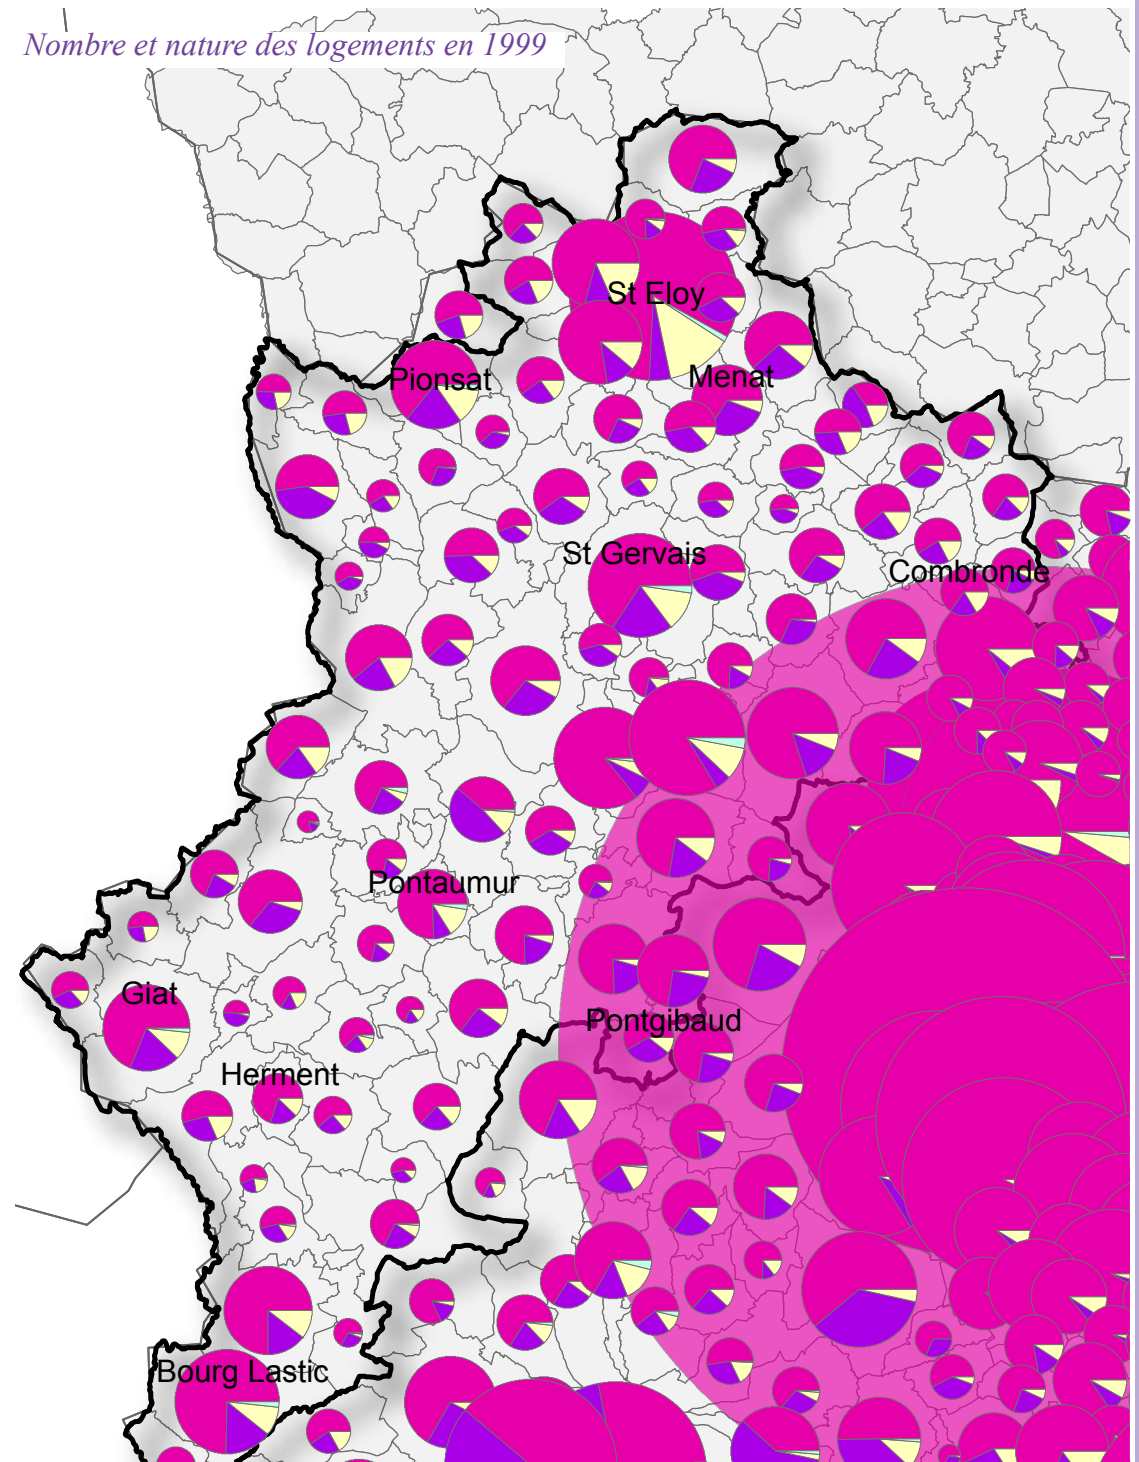 Nombre et nature des logements en 1999
St Eloy
Pionsat
Menat
St Gervais
Combronde
Pontaumur
Giat
Pontgibaud
Herment
Bourg Lastic